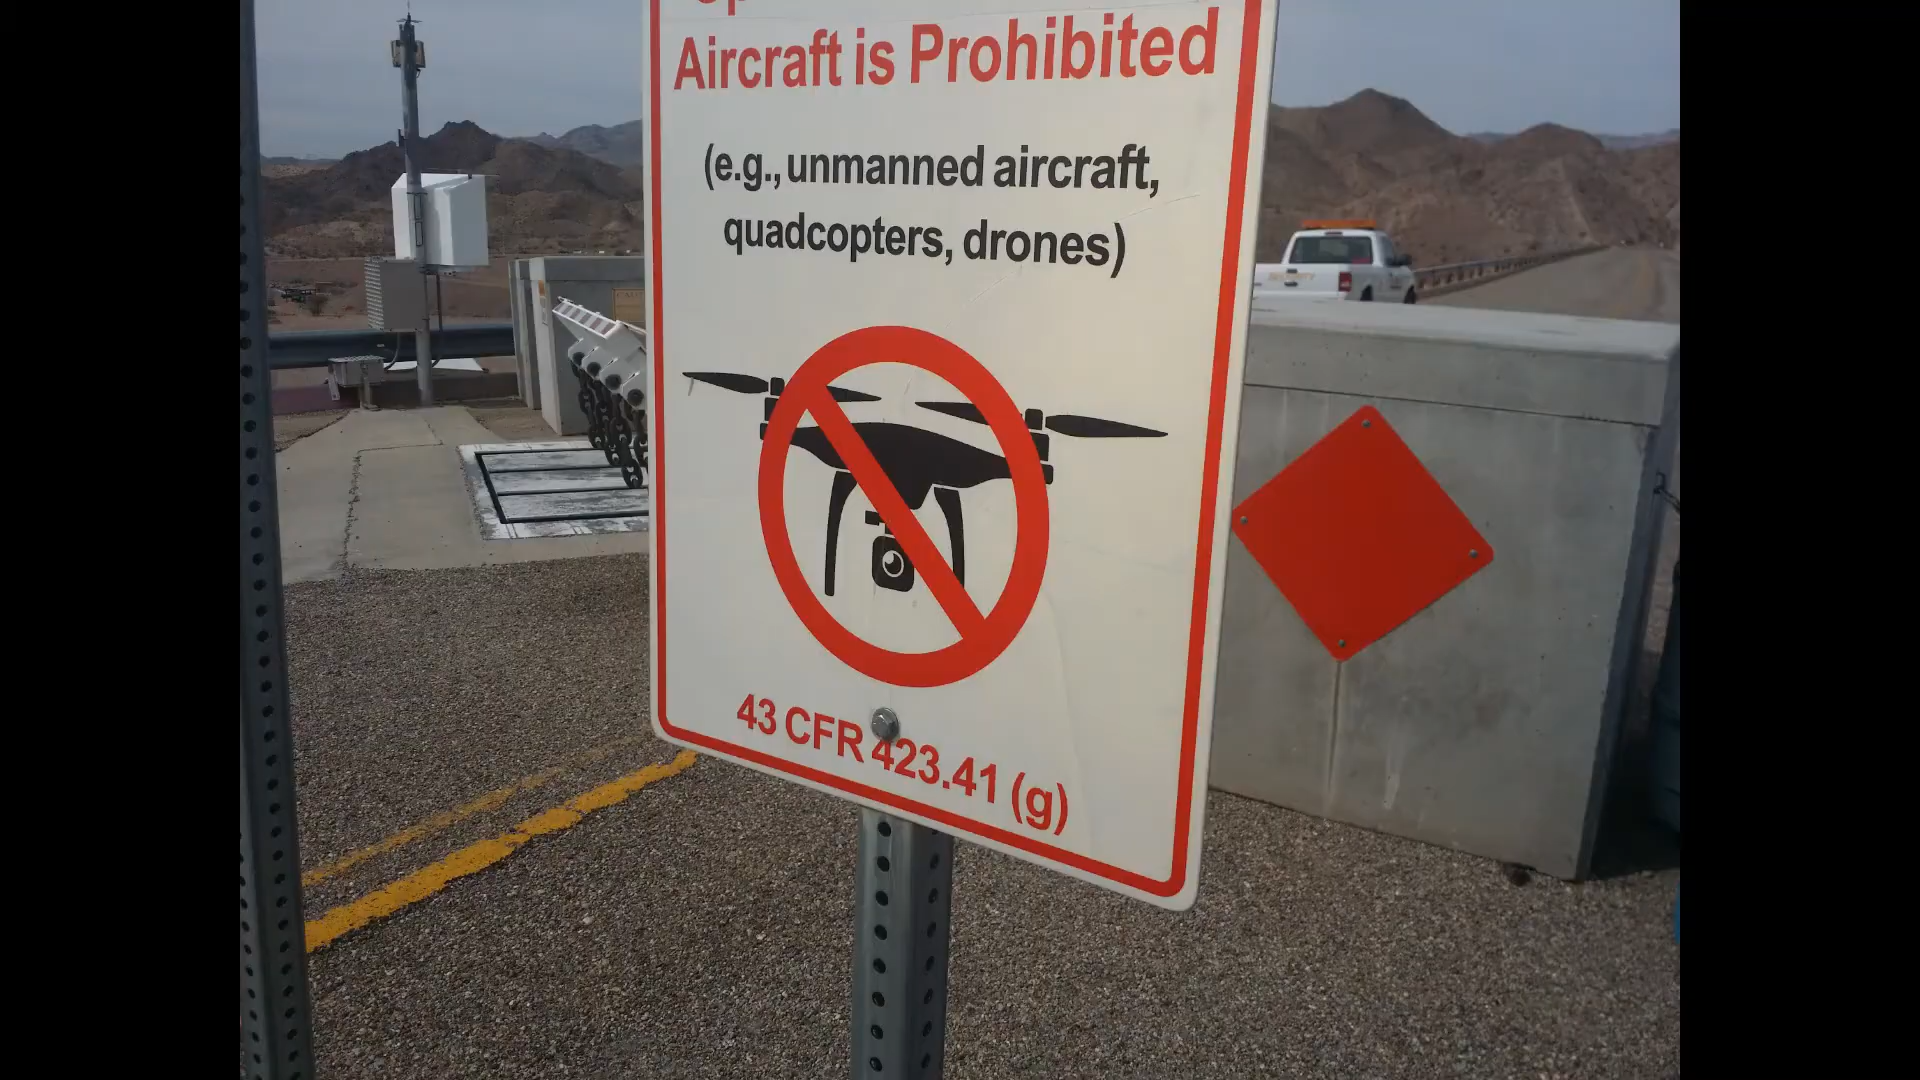 Aircraft is Prohibited
(e.g., unmanned aircraft,
quadcopters, drones)
43 CFR 423.41 (g)